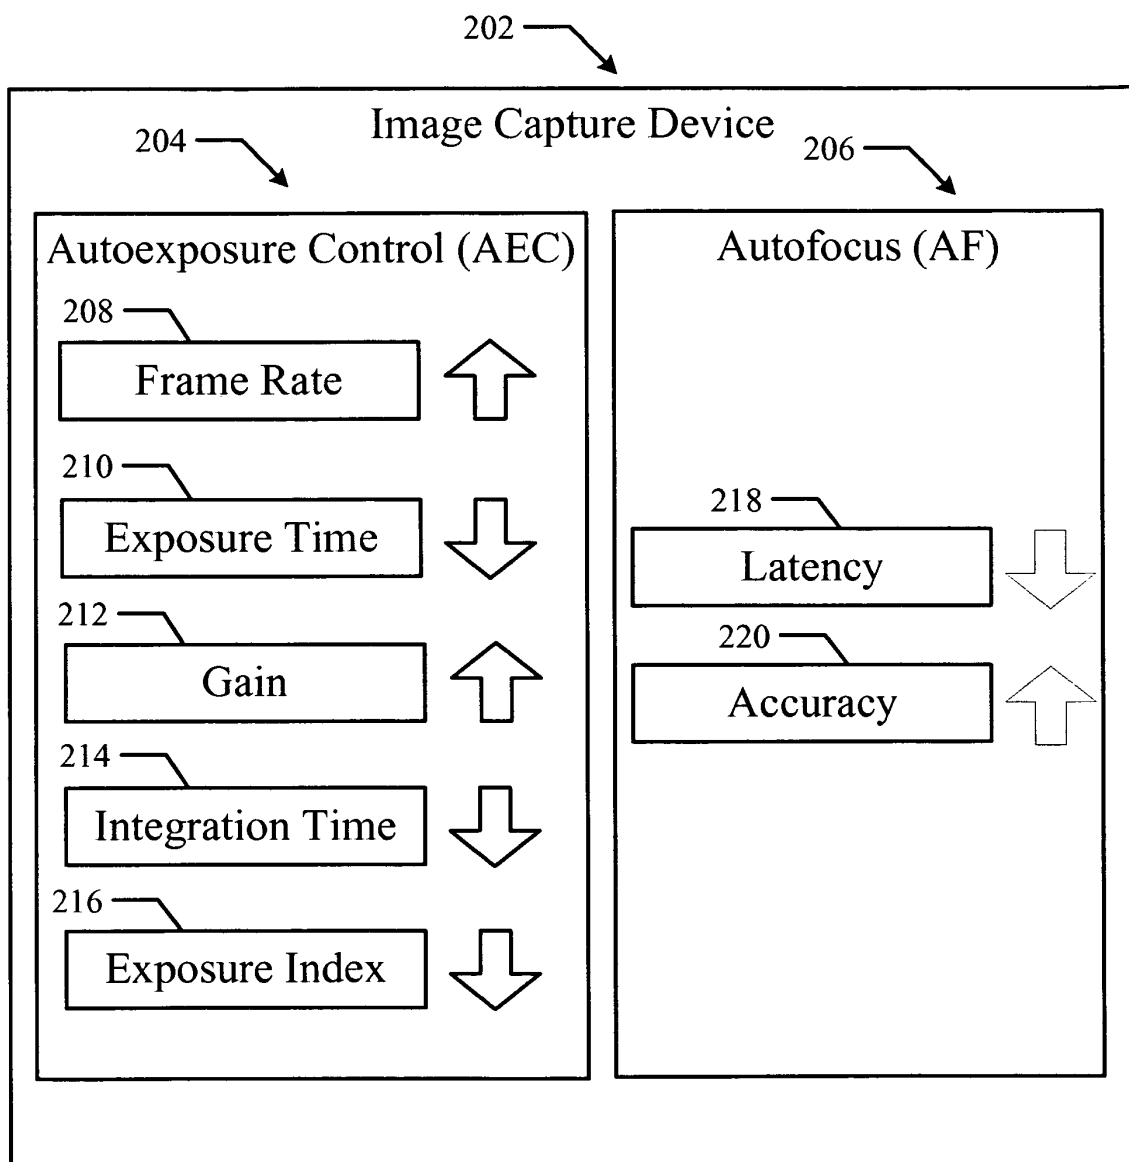 202
Image Capture Device
204
206
Autoexposure Control (AEC)
208
Frame Rate
210
Exposure Time
212
Gain
214
Integration Time
216
Exposure Index
Autofocus (AF)
218
Latency
220
Accuracy